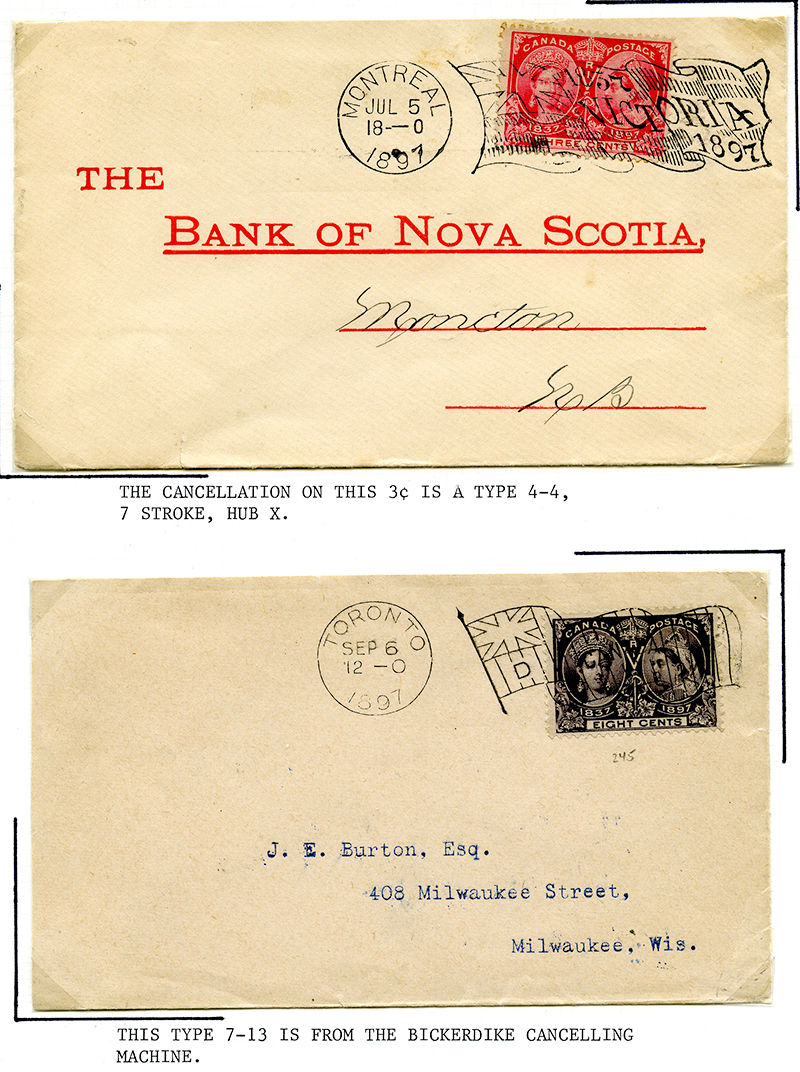 CANADA POSTAGE
1837 1897
THREE CENTS
VICTORIA
1897
MONTREAL
JUL 5
18--0
1897
THE
BANK OF NOVA SCOTIA,
Moncton
NB
THE CANCELLATION ON THIS 3¢ IS A TYPE 4-4,
7 STROKE, HUB X.
TORONTO
SEP 6
12 -0
1897
D
CANADA POSTAGE
1837 1897
EIGHT CENTS
245
J. E. Burton, Esq.
408 Milwaukee Street,
Milwaukee, Wis.
THIS TYPE 7-13 IS FROM THE BICKERDIKE CANCELLING
MACHINE.